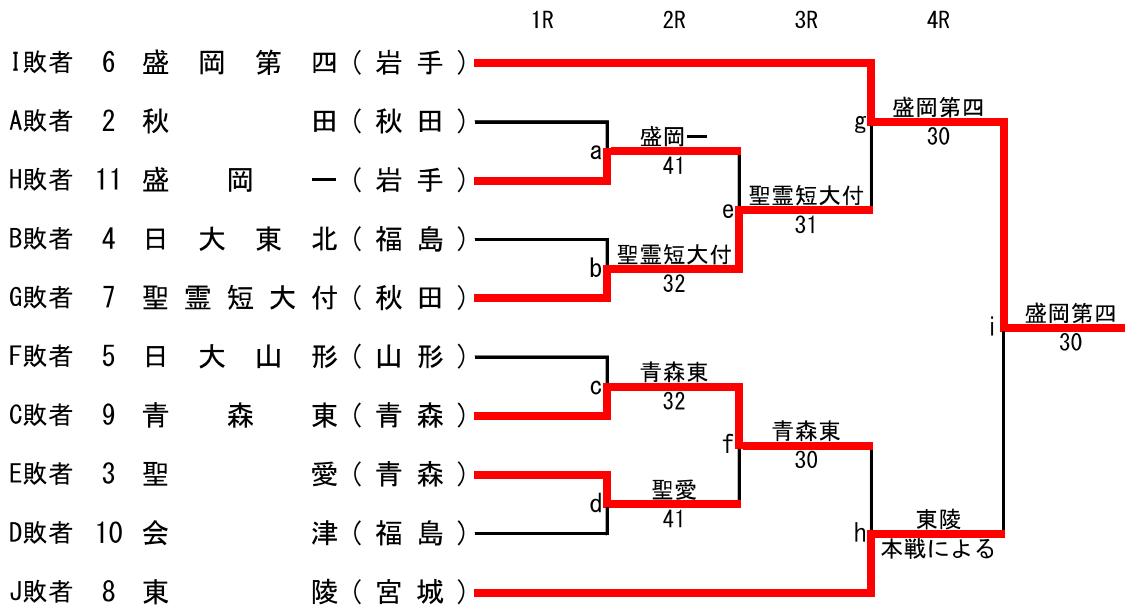 1R 2R 3R 4R
I敗者 6 盛岡第四(岩手)
盛岡第四
g
30
A敗者 2 秋田(秋田)
盛岡一
a
41
H敗者 11 盛岡一(岩手)
聖霊短大付
e
31
B敗者 4 日大東北(福島)
聖霊短大付
b
32
G敗者 7 聖霊短大付(秋田)
盛岡第四
i
30
F敗者 5 日大山形(山形)
青森東
c
32
C敗者 9 青森東(青森)
青森東
f
30
E敗者 3 聖愛(青森)
聖愛
d
41
D敗者 10 会津(福島)
東陵
h
本戦による
J敗者 8 東陵(宮城)